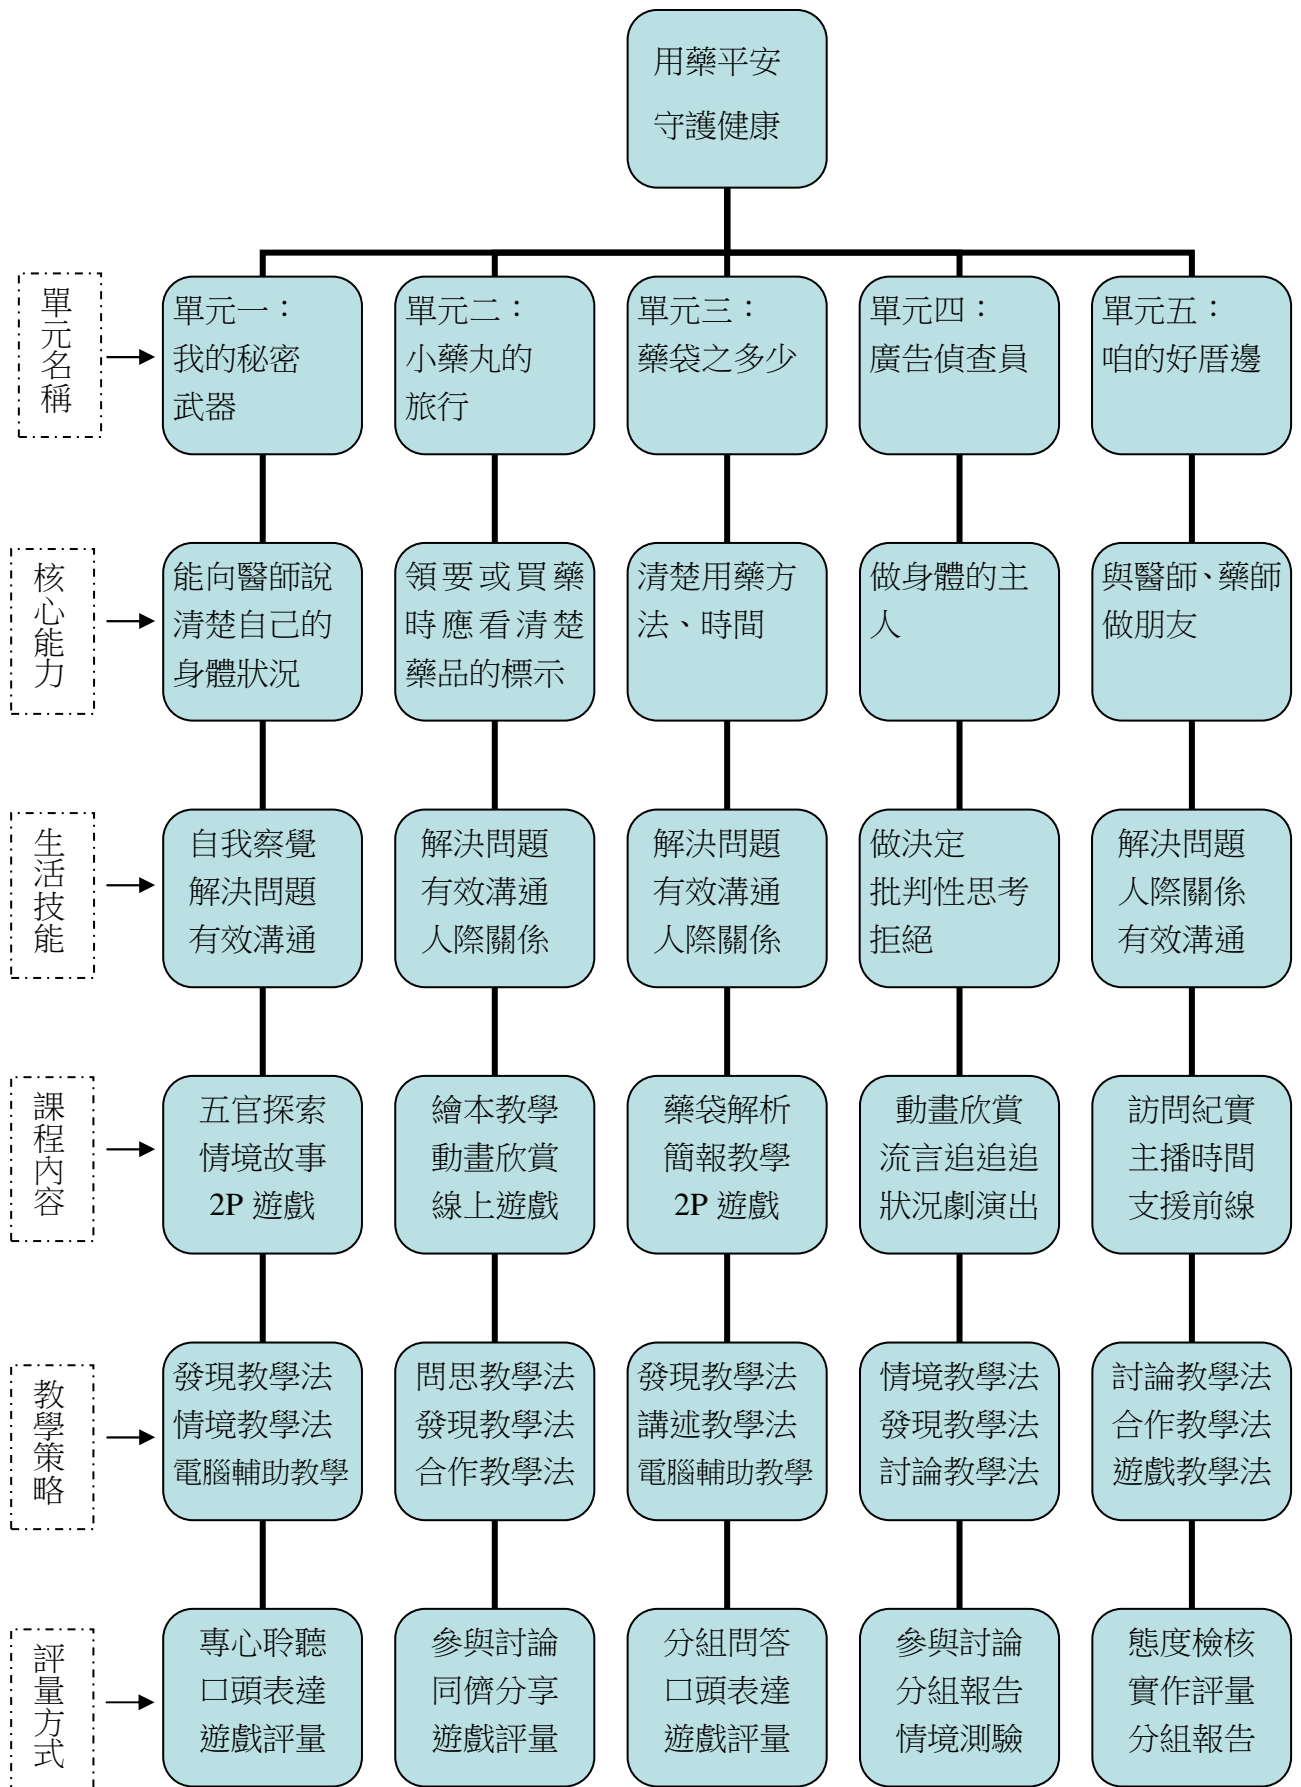 用藥平安
守護健康
單元名稱
單元一：
我的秘密
武器
單元二：
小藥丸的
旅行
單元三：
藥袋之多少
單元四：
廣告偵查員
單元五：
咱的好厝邊
核心能力
能向醫師說
清楚自己的
身體狀況
領要或買藥
時應看清楚
藥品的標示
清楚用藥方
法、時間
做身體的主
人
與醫師、藥師
做朋友
生活技能
自我察覺
解決問題
有效溝通
解決問題
有效溝通
人際關係
解決問題
有效溝通
人際關係
做決定
批判性思考
拒絕
解決問題
人際關係
有效溝通
課程內容
五官探索
情境故事
2P 遊戲
繪本教學
動畫欣賞
線上遊戲
藥袋解析
簡報教學
2P 遊戲
動畫欣賞
流言追追追
狀況劇演出
訪問紀實
主播時間
支援前線
教學策略
發現教學法
情境教學法
電腦輔助教學
問思教學法
發現教學法
合作教學法
發現教學法
講述教學法
電腦輔助教學
情境教學法
發現教學法
討論教學法
討論教學法
合作教學法
遊戲教學法
評量方式
專心聆聽
口頭表達
遊戲評量
參與討論
同儕分享
遊戲評量
分組問答
口頭表達
遊戲評量
參與討論
分組報告
情境測驗
態度檢核
實作評量
分組報告